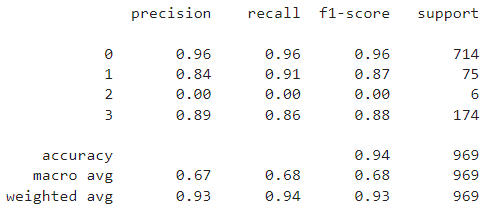 precision recall f1-score support
0 0.96 0.96 0.96 714
1 0.84 0.91 0.87 75
2 0.00 0.00 0.00 6
3 0.89 0.86 0.88 174
accuracy 0.94 969
macro avg 0.67 0.68 0.68 969
weighted avg 0.93 0.94 0.93 969